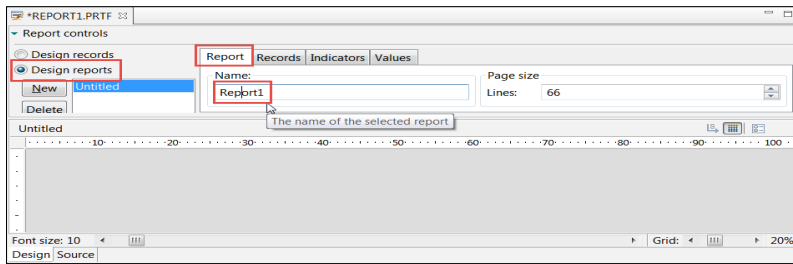 *REPORT1.PRTF
Report controls
Design records
Design reports
New Untitled
Delete
Report Records Indicators Values
Name:
Report1
Page size
Lines: 66
The name of the selected report
Untitled
10 20 30 40 50 60 70 80 90 100
Font size: 10 Grid: 20%
Design Source